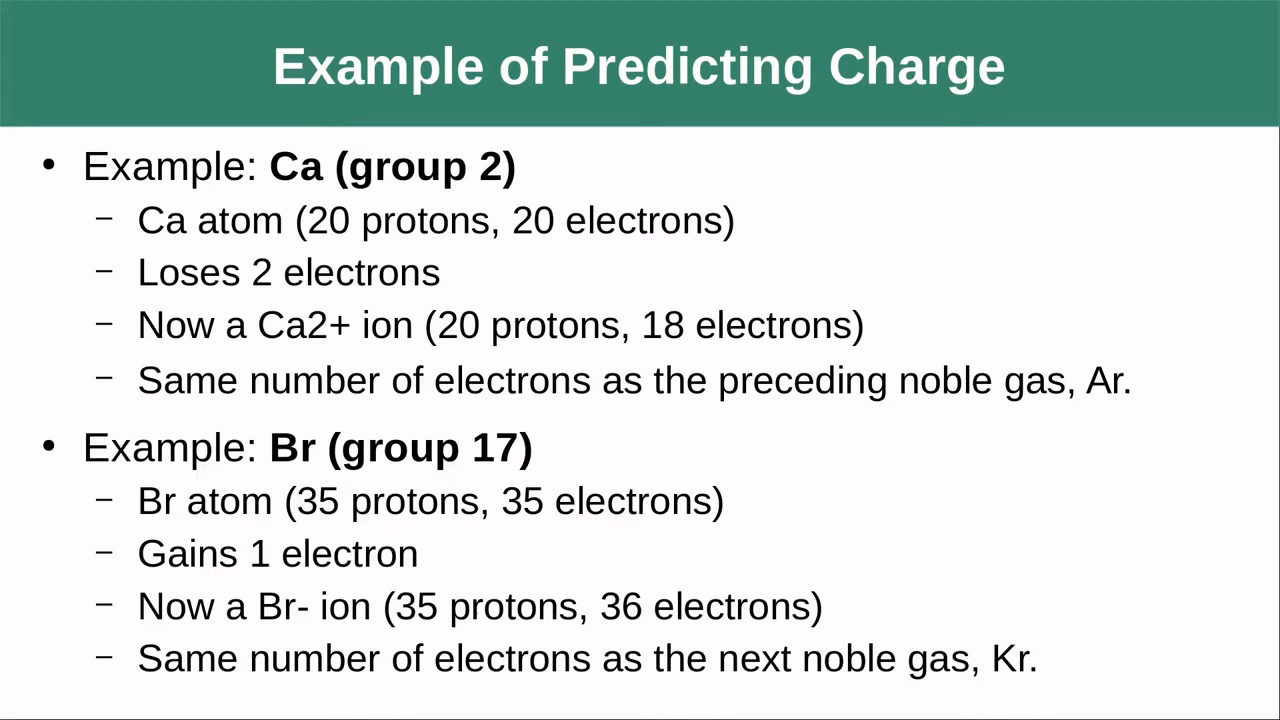 Example of Predicting Charge
• Example: Ca (group 2)
– Ca atom (20 protons, 20 electrons)
– Loses 2 electrons
– Now a Ca2+ ion (20 protons, 18 electrons)
– Same number of electrons as the preceding noble gas, Ar.
• Example: Br (group 17)
– Br atom (35 protons, 35 electrons)
– Gains 1 electron
– Now a Br- ion (35 protons, 36 electrons)
– Same number of electrons as the next noble gas, Kr.